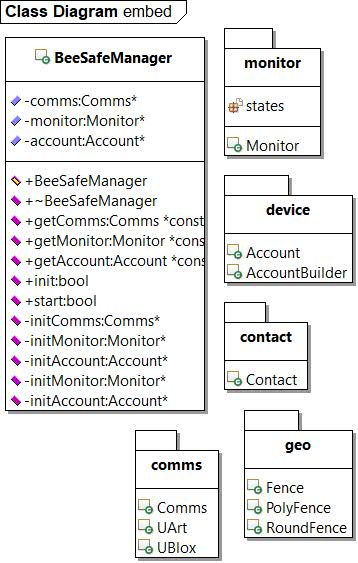 Class Diagram embed
BeeSafeManager
-comms:Comms*
-monitor:Monitor*
-account:Account*
+BeeSafeManager
+~BeeSafeManager
+getComms:Comms *const
+getMonitor:Monitor *cons
+getAccount:Account *cons
+init:bool
+start:bool
-initComms:Comms*
-initMonitor:Monitor*
-initAccount:Account*
-initMonitor:Monitor*
-initAccount:Account*
monitor
states
Monitor
device
Account
AccountBuilder
contact
Contact
comms
Comms
UArt
UBlox
geo
Fence
PolyFence
RoundFence